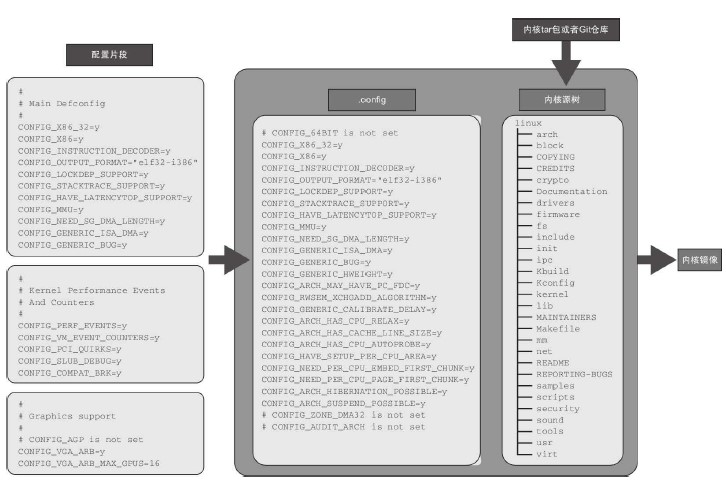 内核tar包或者Git仓库
配置片段
#
# Main Defconfig
#
CONFIG_X86_32=y
CONFIG_X86=y
CONFIG_INSTRUCTION_DECODER=y
CONFIG_OUTPUT_FORMAT="elf32-i386"
CONFIG_LOCKDEP_SUPPORT=y
CONFIG_STACKTRACE_SUPPORT=y
CONFIG_HAVE_LATENCYTOP_SUPPORT=y
CONFIG_MMU=y
CONFIG_NEED_SG_DMA_LENGTH=y
CONFIG_GENERIC_ISA_DMA=y
CONFIG_GENERIC_BUG=y
#
# Kernel Performance Events
# And Counters
#
CONFIG_PERF_EVENTS=y
CONFIG_VM_EVENT_COUNTERS=y
CONFIG_PCI_QUIRKS=y
CONFIG_SLUB_DEBUG=y
CONFIG_COMPAT_BRK=y
#
# Graphics support
#
# CONFIG_AGP is not set
CONFIG_VGA_ARB=y
CONFIG_VGA_ARB_MAX_GPUS=16
.config
# CONFIG_64BIT is not set
CONFIG_X86_32=y
CONFIG_X86=y
CONFIG_INSTRUCTION_DECODER=y
CONFIG_OUTPUT_FORMAT="elf32-i386"
CONFIG_LOCKDEP_SUPPORT=y
CONFIG_STACKTRACE_SUPPORT=y
CONFIG_HAVE_LATENCYTOP_SUPPORT=y
CONFIG_MMU=y
CONFIG_NEED_SG_DMA_LENGTH=y
CONFIG_GENERIC_ISA_DMA=y
CONFIG_GENERIC_BUG=y
CONFIG_GENERIC_HWEIGHT=y
CONFIG_ARCH_MAY_HAVE_PC_FDC=y
CONFIG_RWSEM_XCHGADD_ALGORITHM=y
CONFIG_GENERIC_CALIBRATE_DELAY=y
CONFIG_ARCH_HAS_CPU_RELAX=y
CONFIG_ARCH_HAS_CACHE_LINE_SIZE=y
CONFIG_ARCH_HAS_CPU_AUTOPROBE=y
CONFIG_HAVE_SETUP_PER_CPU_AREA=y
CONFIG_NEED_PER_CPU_EMBED_FIRST_CHUNK=y
CONFIG_NEED_PER_CPU_PAGE_FIRST_CHUNK=y
CONFIG_ARCH_HIBERNATION_POSSIBLE=y
CONFIG_ARCH_SUSPEND_POSSIBLE=y
# CONFIG_ZONE_DMA32 is not set
# CONFIG_AUDIT_ARCH is not set
内核源树
linux
arch
block
COPYING
CREDITS
crypto
Documentation
drivers
firmware
fs
include
init
ipc
Kbuild
Kconfig
kernel
lib
MAINTAINERS
Makefile
mm
net
README
REPORTING-BUGS
samples
scripts
security
sound
tools
usr
virt
内核镜像